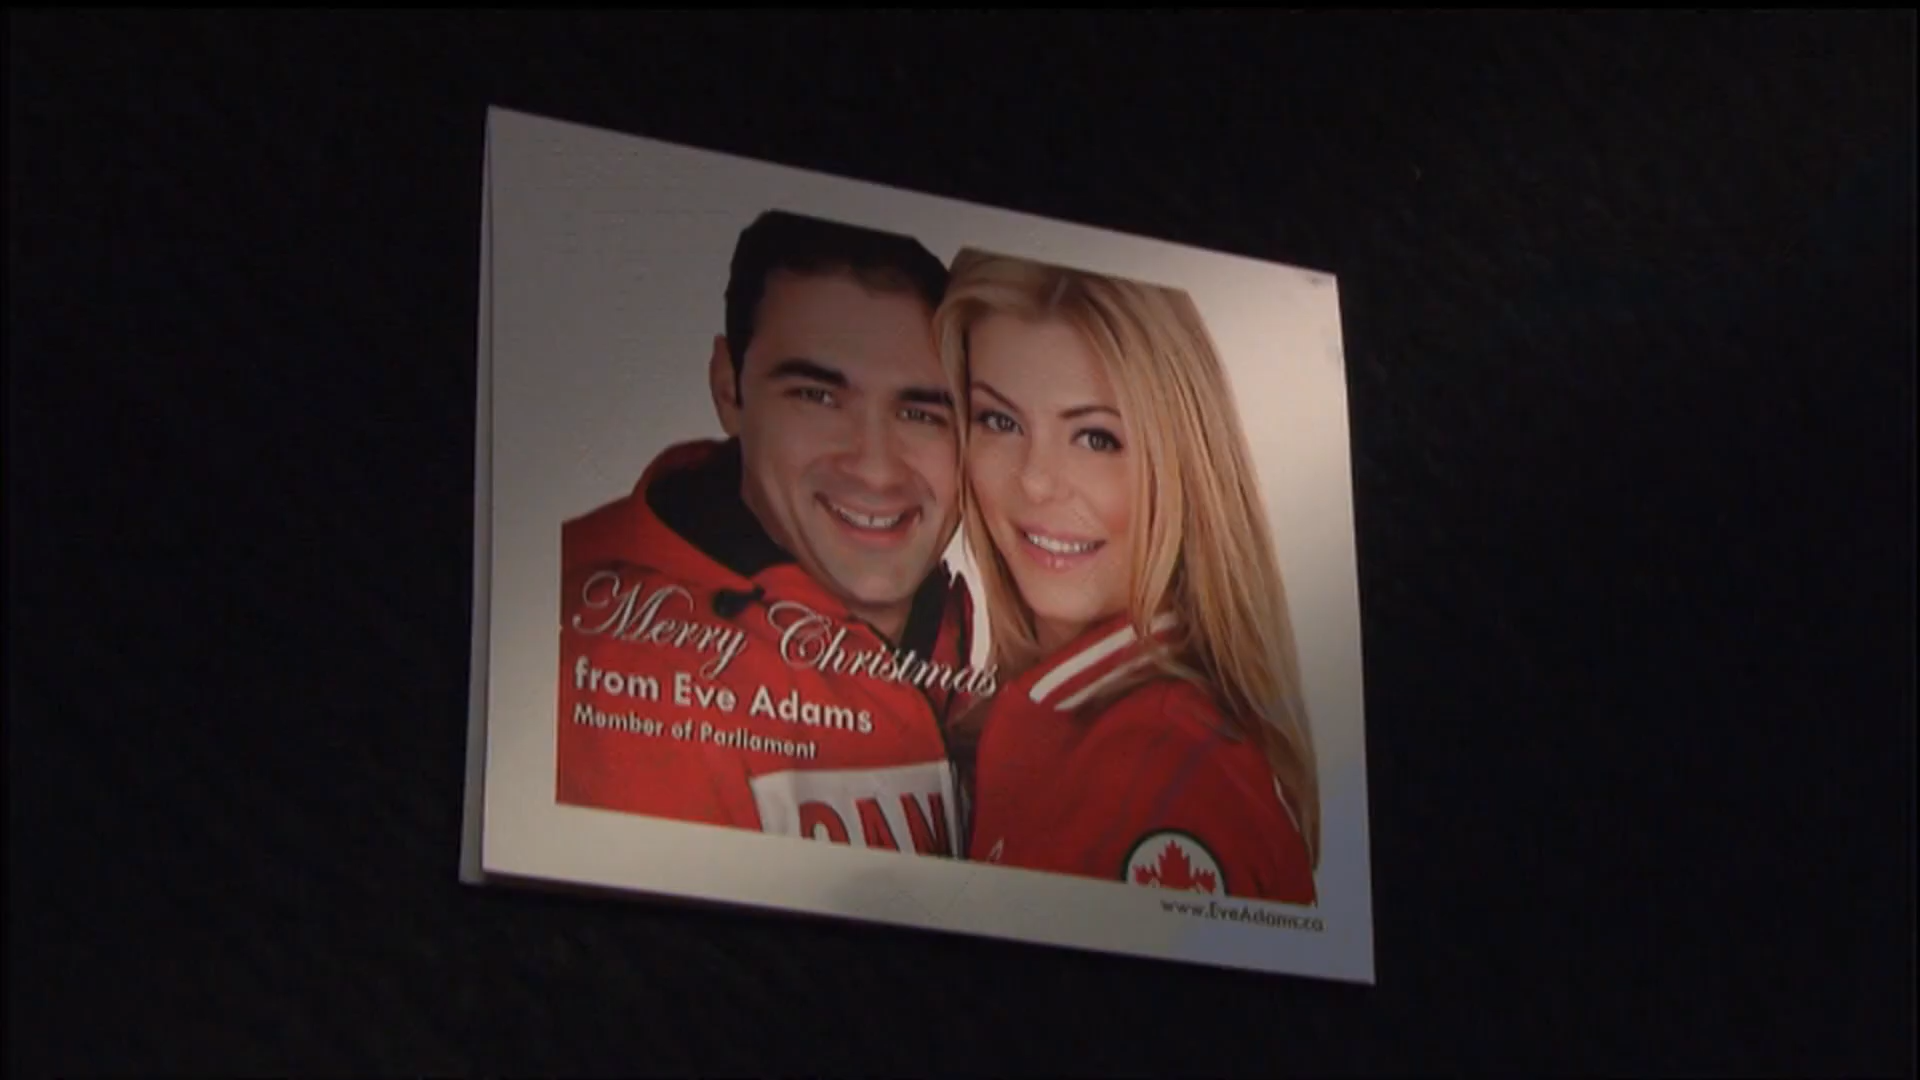 Merry Christmas
from Eve Adams
Member of Parliament
www.EveAdams.ca